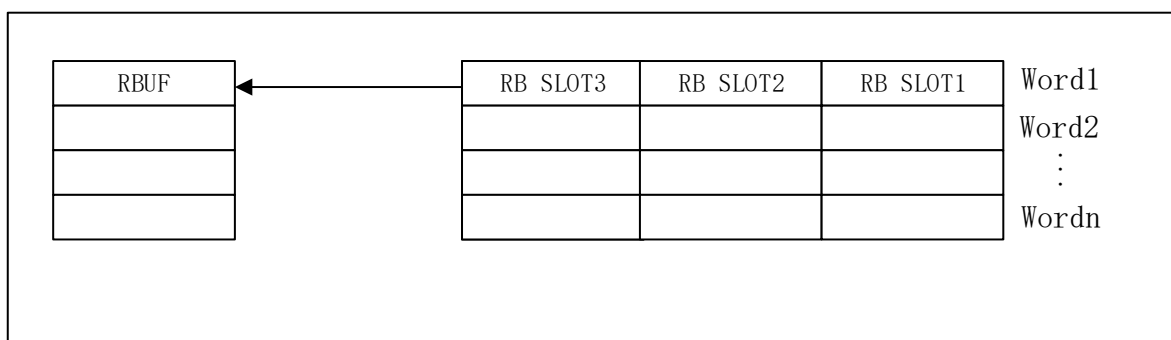 RBUF RB SLOT3 RB SLOT2 RB SLOT1 Word1
Word2
⋮
Wordn